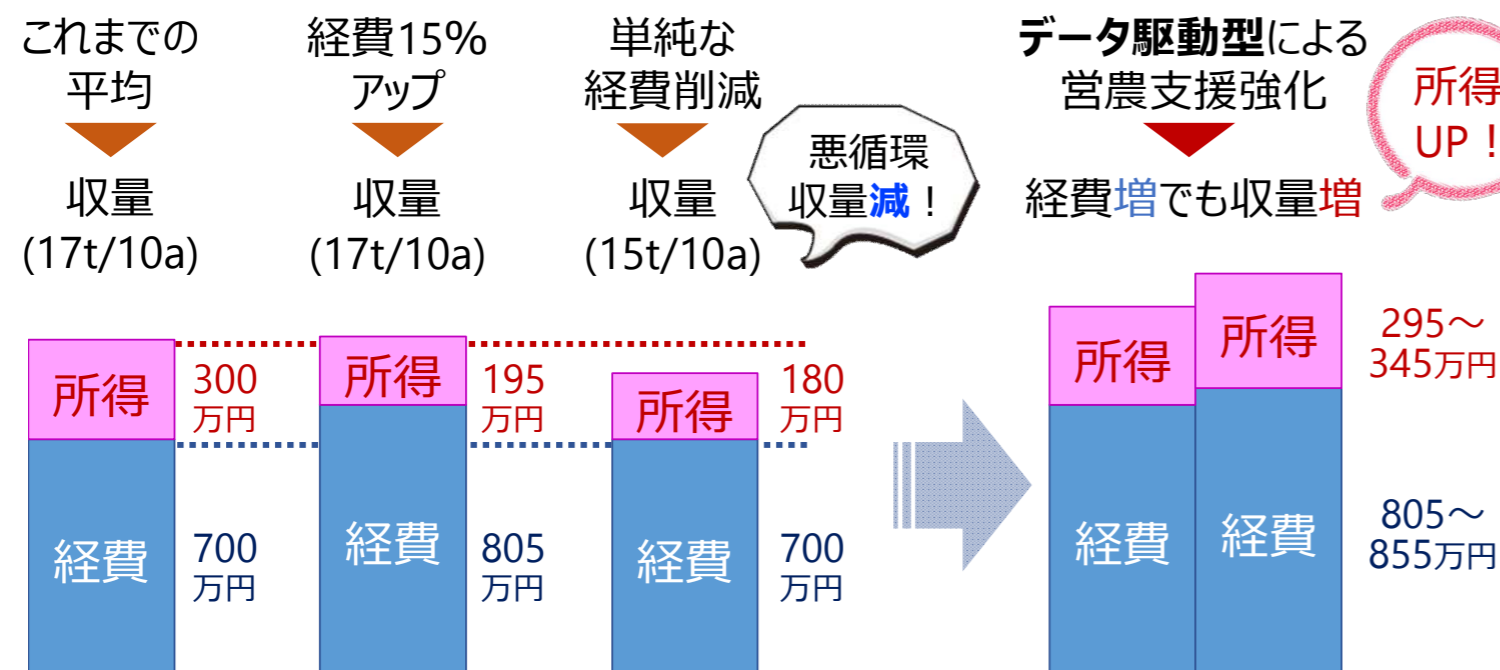 これまでの
平均
収量
(17t/10a)
経費15%
アップ
収量
(17t/10a)
単純な
経費削減
収量
(15t/10a)
悪循環
収量減！
データ駆動型による
営農支援強化
経費増でも収量増
所得
UP！
所得
300
万円
経費
700
万円
所得
195
万円
経費
805
万円
所得
180
万円
経費
700
万円
所得
所得
295～
345万円
経費
経費
805～
855万円